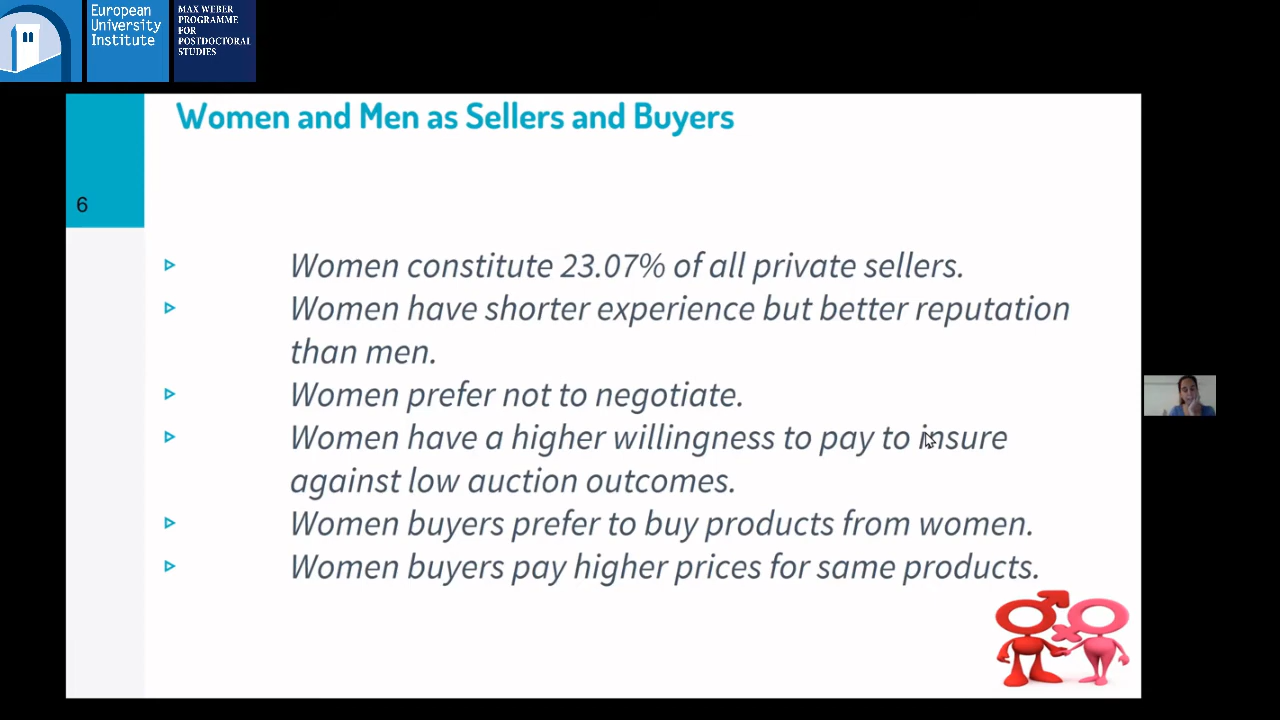 European
University
Institute
MAX WEBER
PROGRAMME
FOR
POSTDOCTORAL
STUDIES
Women and Men as Sellers and Buyers
6
Women constitute 23.07% of all private sellers.
Women have shorter experience but better reputation
than men.
Women prefer not to negotiate.
Women have a higher willingness to pay to insure
against low auction outcomes.
Women buyers prefer to buy products from women.
Women buyers pay higher prices for same products.